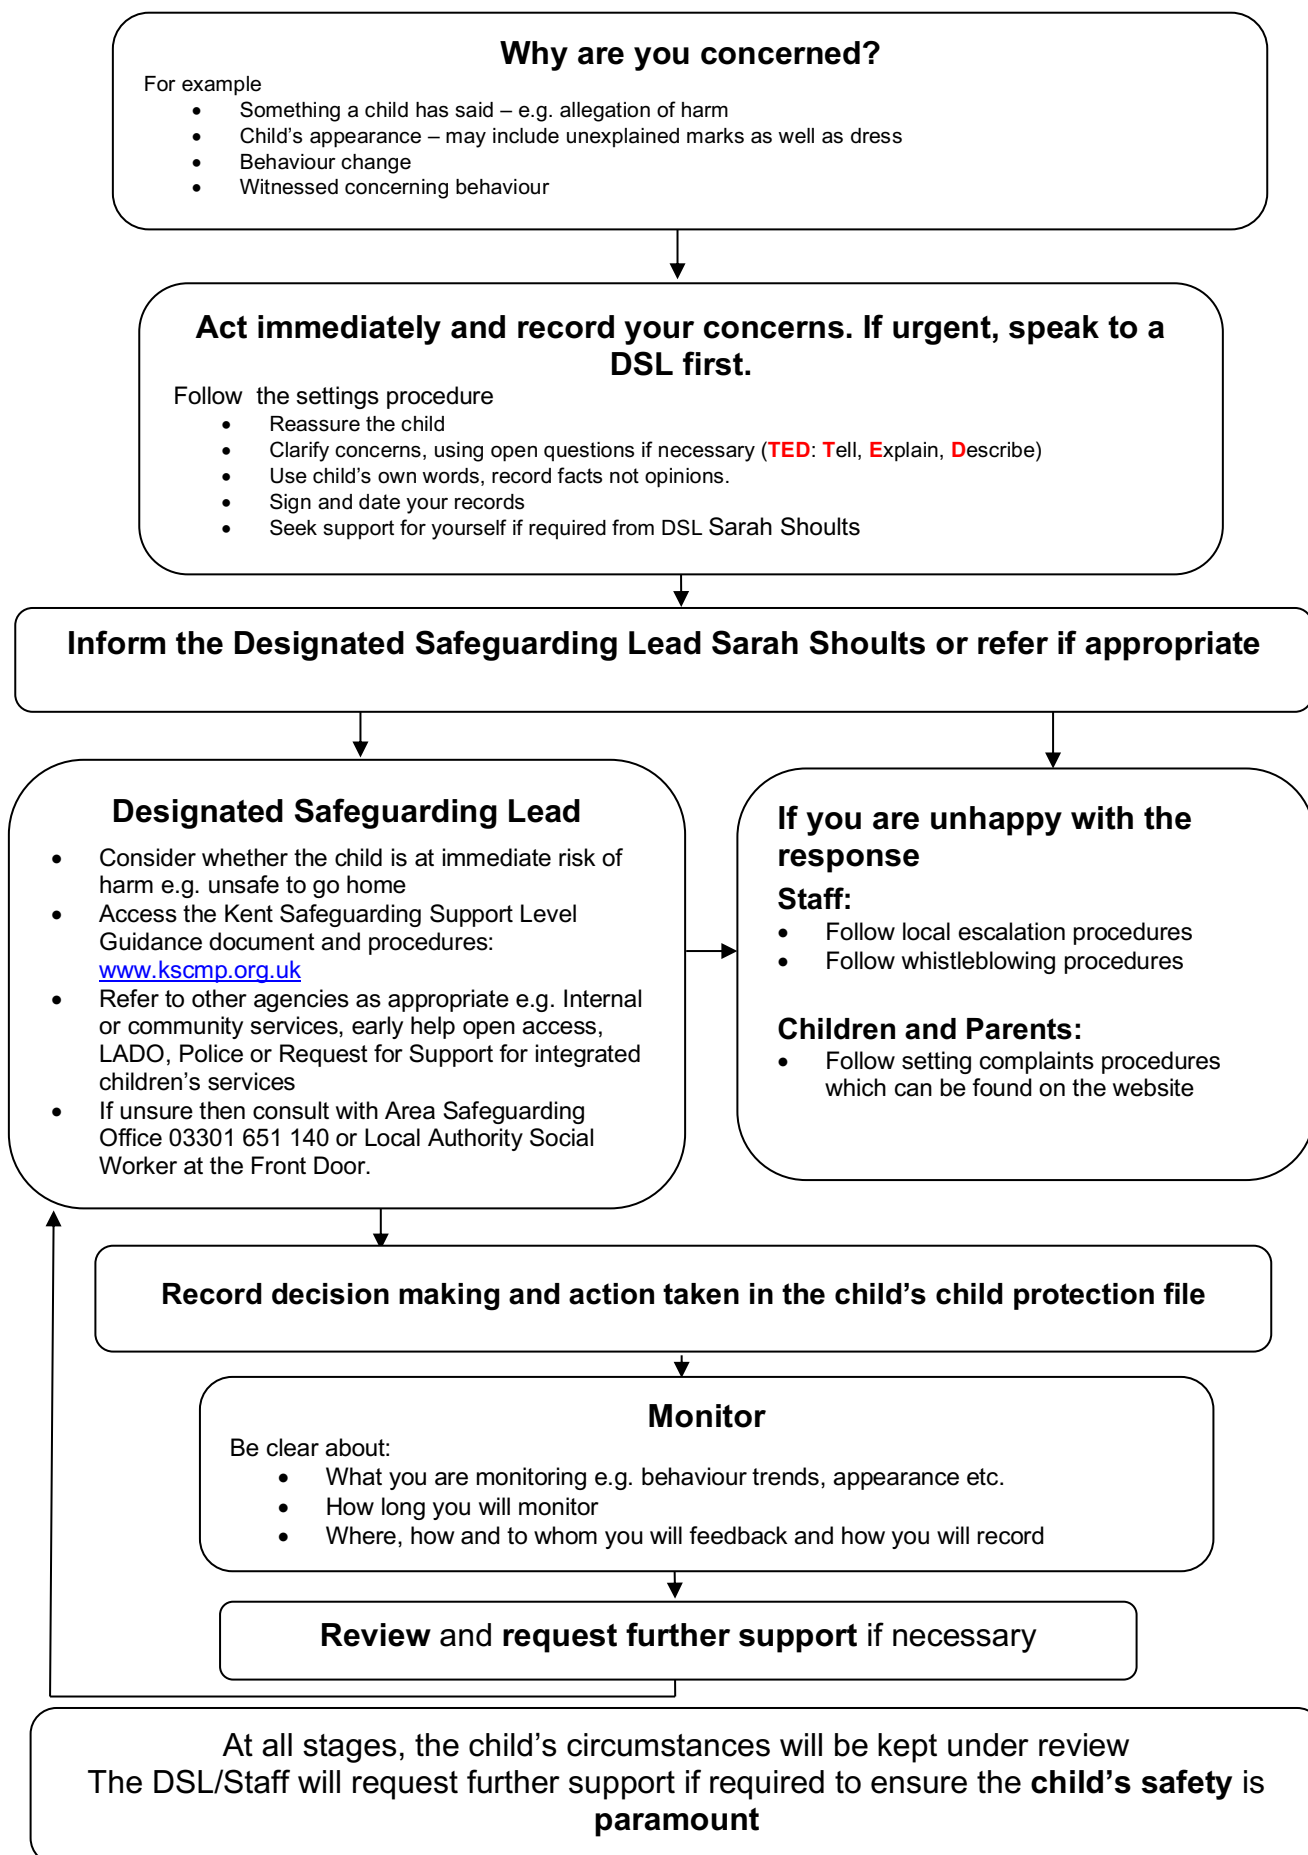 Why are you concerned?
For example
• Something a child has said – e.g. allegation of harm
• Child’s appearance – may include unexplained marks as well as dress
• Behaviour change
• Witnessed concerning behaviour
Act immediately and record your concerns. If urgent, speak to a
DSL first.
Follow the settings procedure
• Reassure the child
• Clarify concerns, using open questions if necessary (TED: Tell, Explain, Describe)
• Use child’s own words, record facts not opinions.
• Sign and date your records
• Seek support for yourself if required from DSL Sarah Shoults
Inform the Designated Safeguarding Lead Sarah Shoults or refer if appropriate
Designated Safeguarding Lead
• Consider whether the child is at immediate risk of
harm e.g. unsafe to go home
• Access the Kent Safeguarding Support Level
Guidance document and procedures:
www.kscmp.org.uk
• Refer to other agencies as appropriate e.g. Internal
or community services, early help open access,
LADO, Police or Request for Support for integrated
children’s services
• If unsure then consult with Area Safeguarding
Office 03301 651 140 or Local Authority Social
Worker at the Front Door.
If you are unhappy with the
response
Staff:
• Follow local escalation procedures
• Follow whistleblowing procedures
Children and Parents:
• Follow setting complaints procedures
which can be found on the website
Record decision making and action taken in the child’s child protection file
Monitor
Be clear about:
• What you are monitoring e.g. behaviour trends, appearance etc.
• How long you will monitor
• Where, how and to whom you will feedback and how you will record
Review and request further support if necessary
At all stages, the child’s circumstances will be kept under review
The DSL/Staff will request further support if required to ensure the child’s safety is
paramount